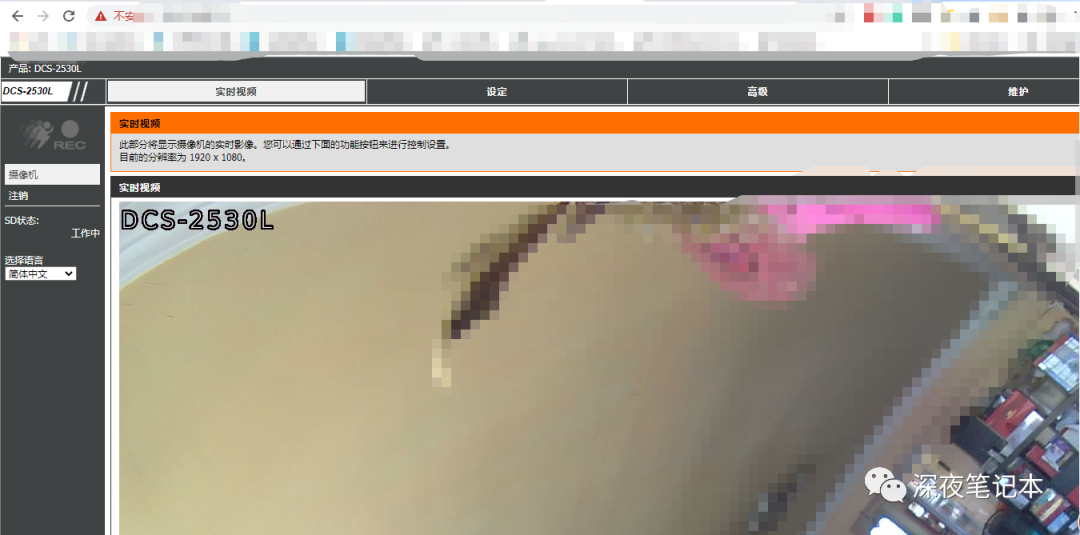 不安
产品: DCS-2530L
DCS-2530L
实时视频
设定
高级
维护
REC
摄像机
注销
SD状态:
工作中
选择语言
简体中文
实时视频
此部分将显示摄像机的实时影像。您可以通过下面的功能按钮来进行控制设置。
目前的分辨率为 1920 x 1080。
实时视频
DCS-2530L
深夜笔记本